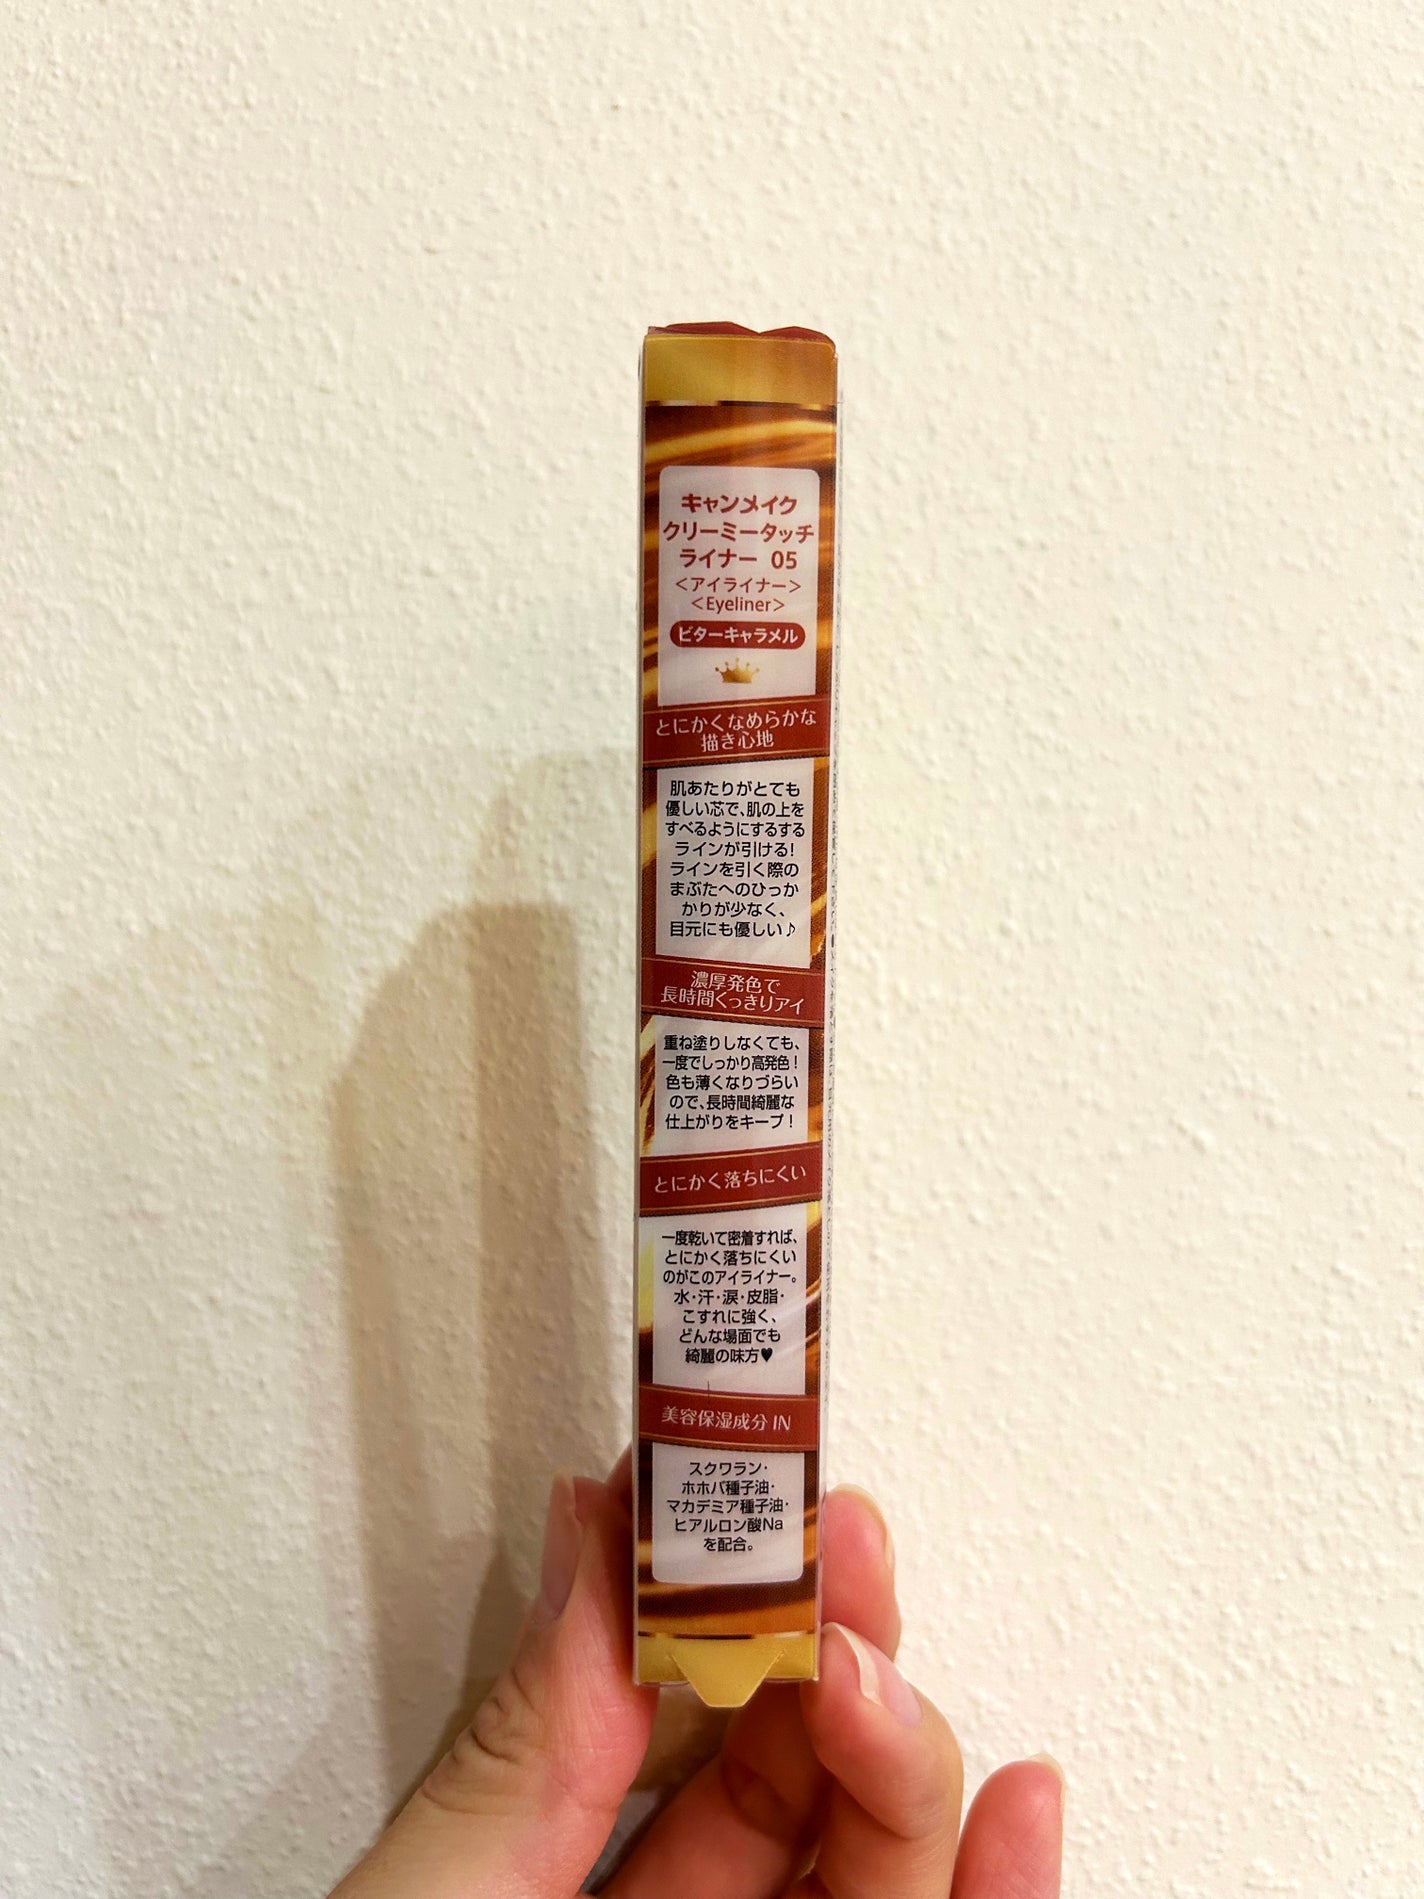 キャンメイク
クリーミータッチ
ライナー 05
＜アイライナー＞
＜Eyeliner＞
ビターキャラメル
とにかくなめらかな
描き心地
肌あたりがとても
優しい芯で、肌の上を
すべるようにするする
ラインが引ける！
ラインを引く際の
まぶたへのひっか
かりが少なく、
目元にも優しい♪
濃厚発色で
長時間くっきりアイ
重ね塗りしなくても、
一度でしっかり高発色！
色も薄くなりづらい
ので、長時間綺麗な
仕上がりをキープ！
とにかく落ちにくい
一度乾いて密着すれば、
とにかく落ちにくい
のがこのアイライナー。
水・汗・涙・皮脂・
こすれに強く、
どんな場面でも
綺麗の味方♥
美容保湿成分 IN
スクワラン・
ホホバ種子油・
マカデミア種子油・
ヒアルロン酸Na
を配合。